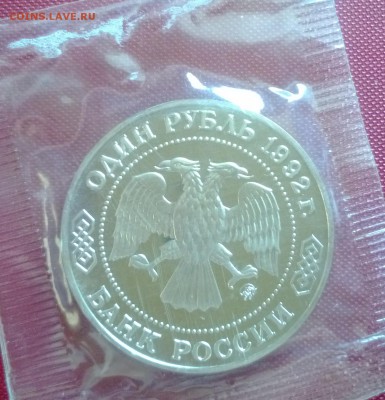 COINS.LAVE.RU
ОДИН РУБЛЬ 1992 г.
БАНК РОССИИ